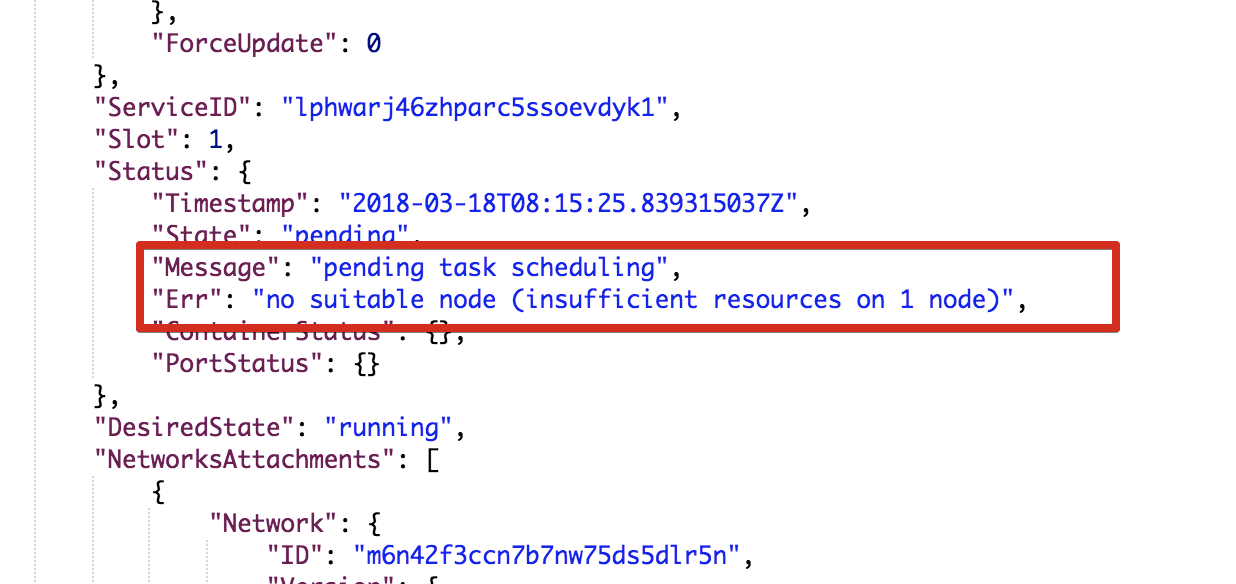 },
"ForceUpdate": 0
},
"ServiceID": "lphwarj46zhparc5ssoevdyk1",
"Slot": 1,
"Status": {
"Timestamp": "2018-03-18T08:15:25.839315037Z",
"State": "pending",
"Message": "pending task scheduling",
"Err": "no suitable node (insufficient resources on 1 node)",
"ContainerStatus": {},
"PortStatus": {}
},
"DesiredState": "running",
"NetworksAttachments": [
{
"Network": {
"ID": "m6n42f3ccn7b7nw75ds5dlr5n",
"Version": {